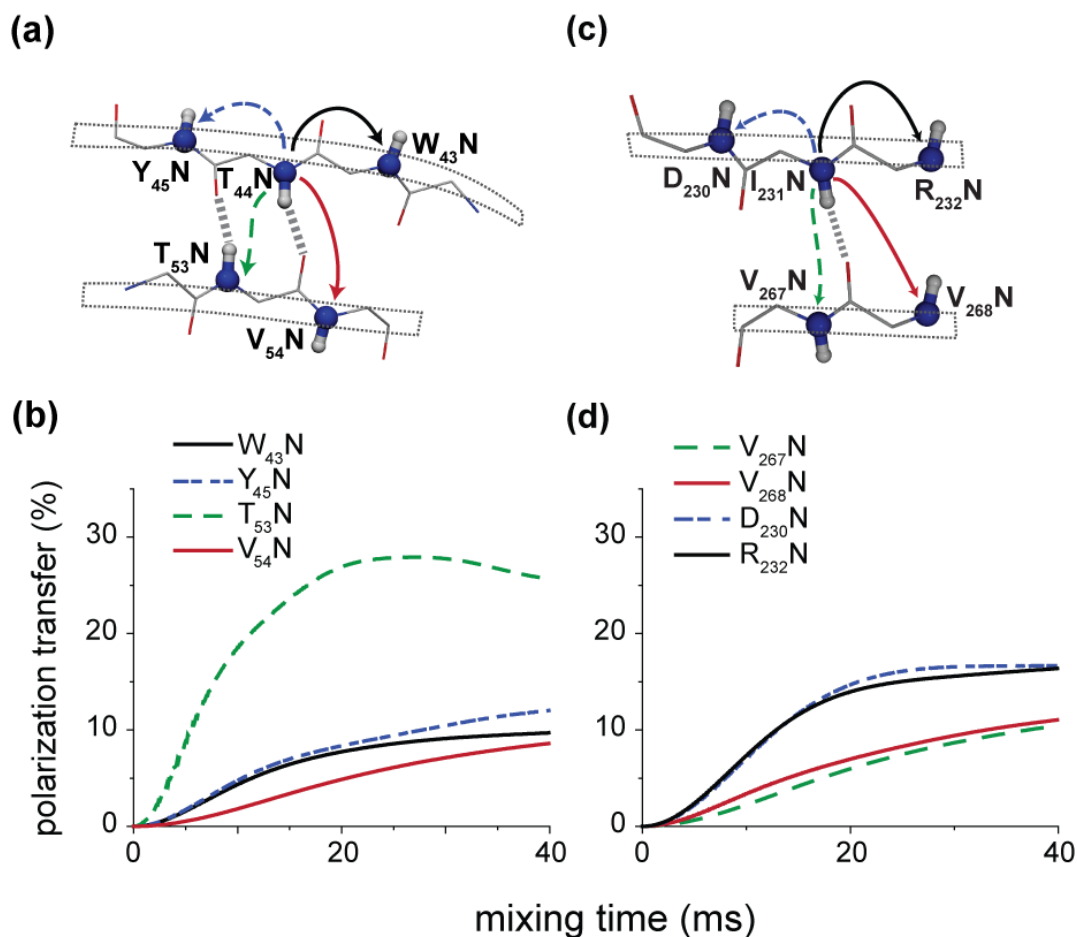 (a)
W₄₃N
Y₄₅N
T₄₄N
T₅₃N
V₅₄N
(c)
D₂₃₀N
I₂₃₁N
R₂₃₂N
V₂₆₇N
V₂₆₈N
(b)
W₄₃N
Y₄₅N
T₅₃N
V₅₄N
30
20
10
0
0
20
40
polarization transfer (%)
(d)
V₂₆₇N
V₂₆₈N
D₂₃₀N
R₂₃₂N
30
20
10
0
0
20
40
mixing time (ms)